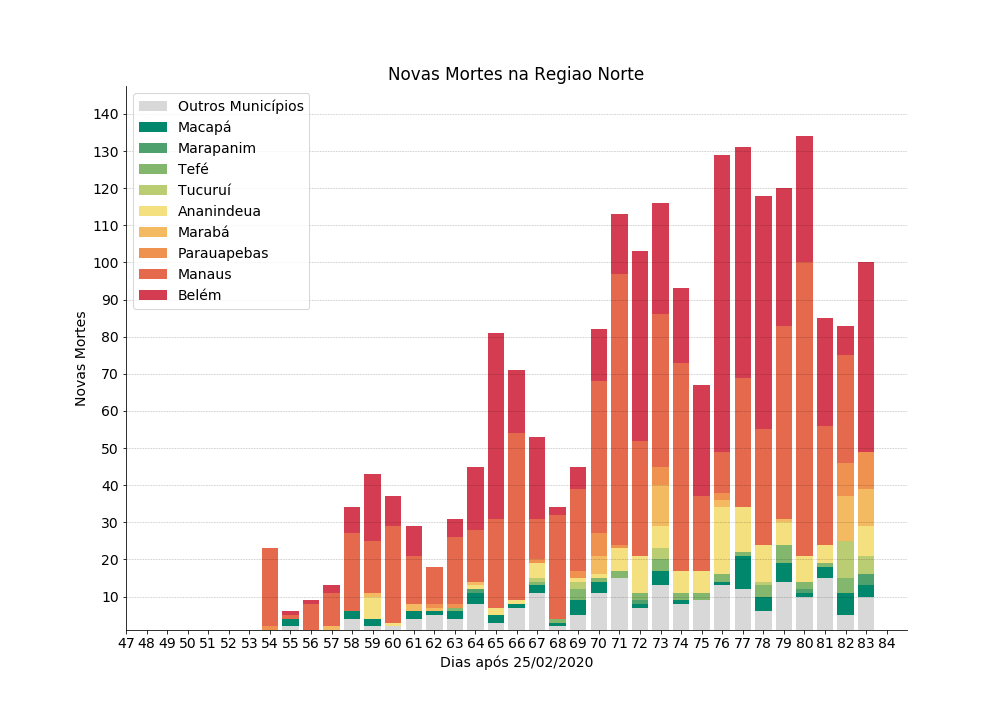 Novas Mortes na Regiao Norte
Outros Municípios
Macapá
Marapanim
Tefé
Tucuruí
Ananindeua
Marabá
Parauapebas
Manaus
Belém
140
130
120
110
100
90
80
70
60
50
40
30
20
10
Novas Mortes
47 48 49 50 51 52 53 54 55 56 57 58 59 60 61 62 63 64 65 66 67 68 69 70 71 72 73 74 75 76 77 78 79 80 81 82 83 84
Dias após 25/02/2020